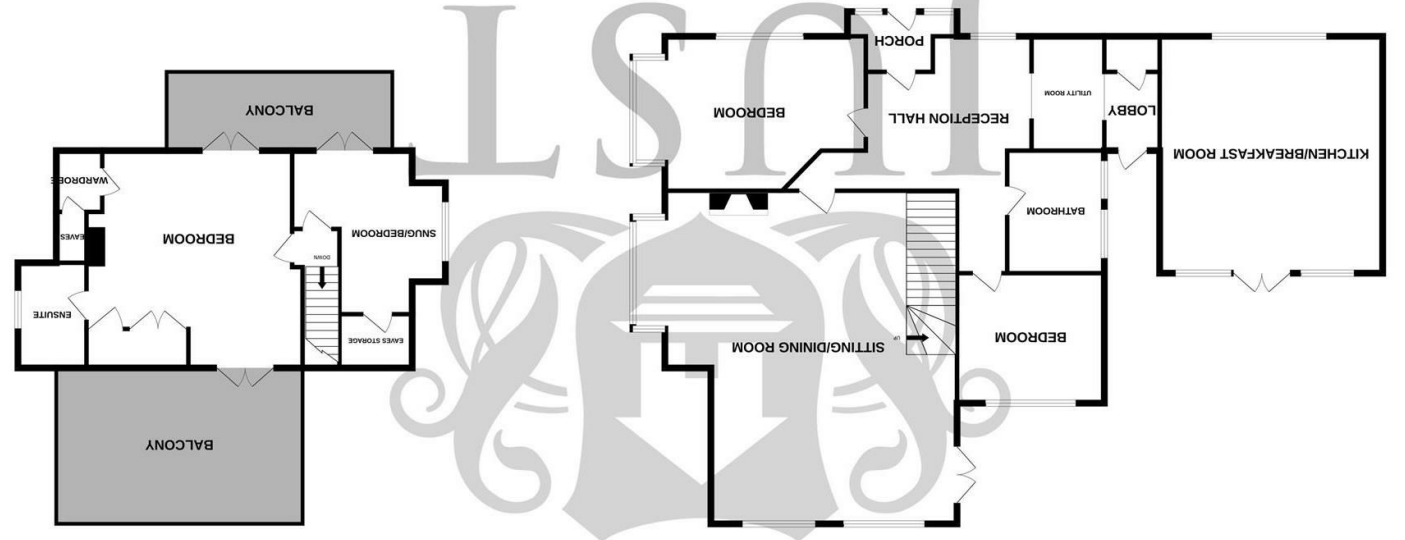 KITCHEN/BREAKFAST ROOM
LOBBY
UTILITY ROOM
BATHROOM
BEDROOM
RECEPTION HALL
PORCH
BEDROOM
SITTING/DINING ROOM
UP
BALCONY
BEDROOM
ENSUITE
EAVES
WARDROBE
DOWN
SNUG/BEDROOM
EAVES STORAGE
BALCONY